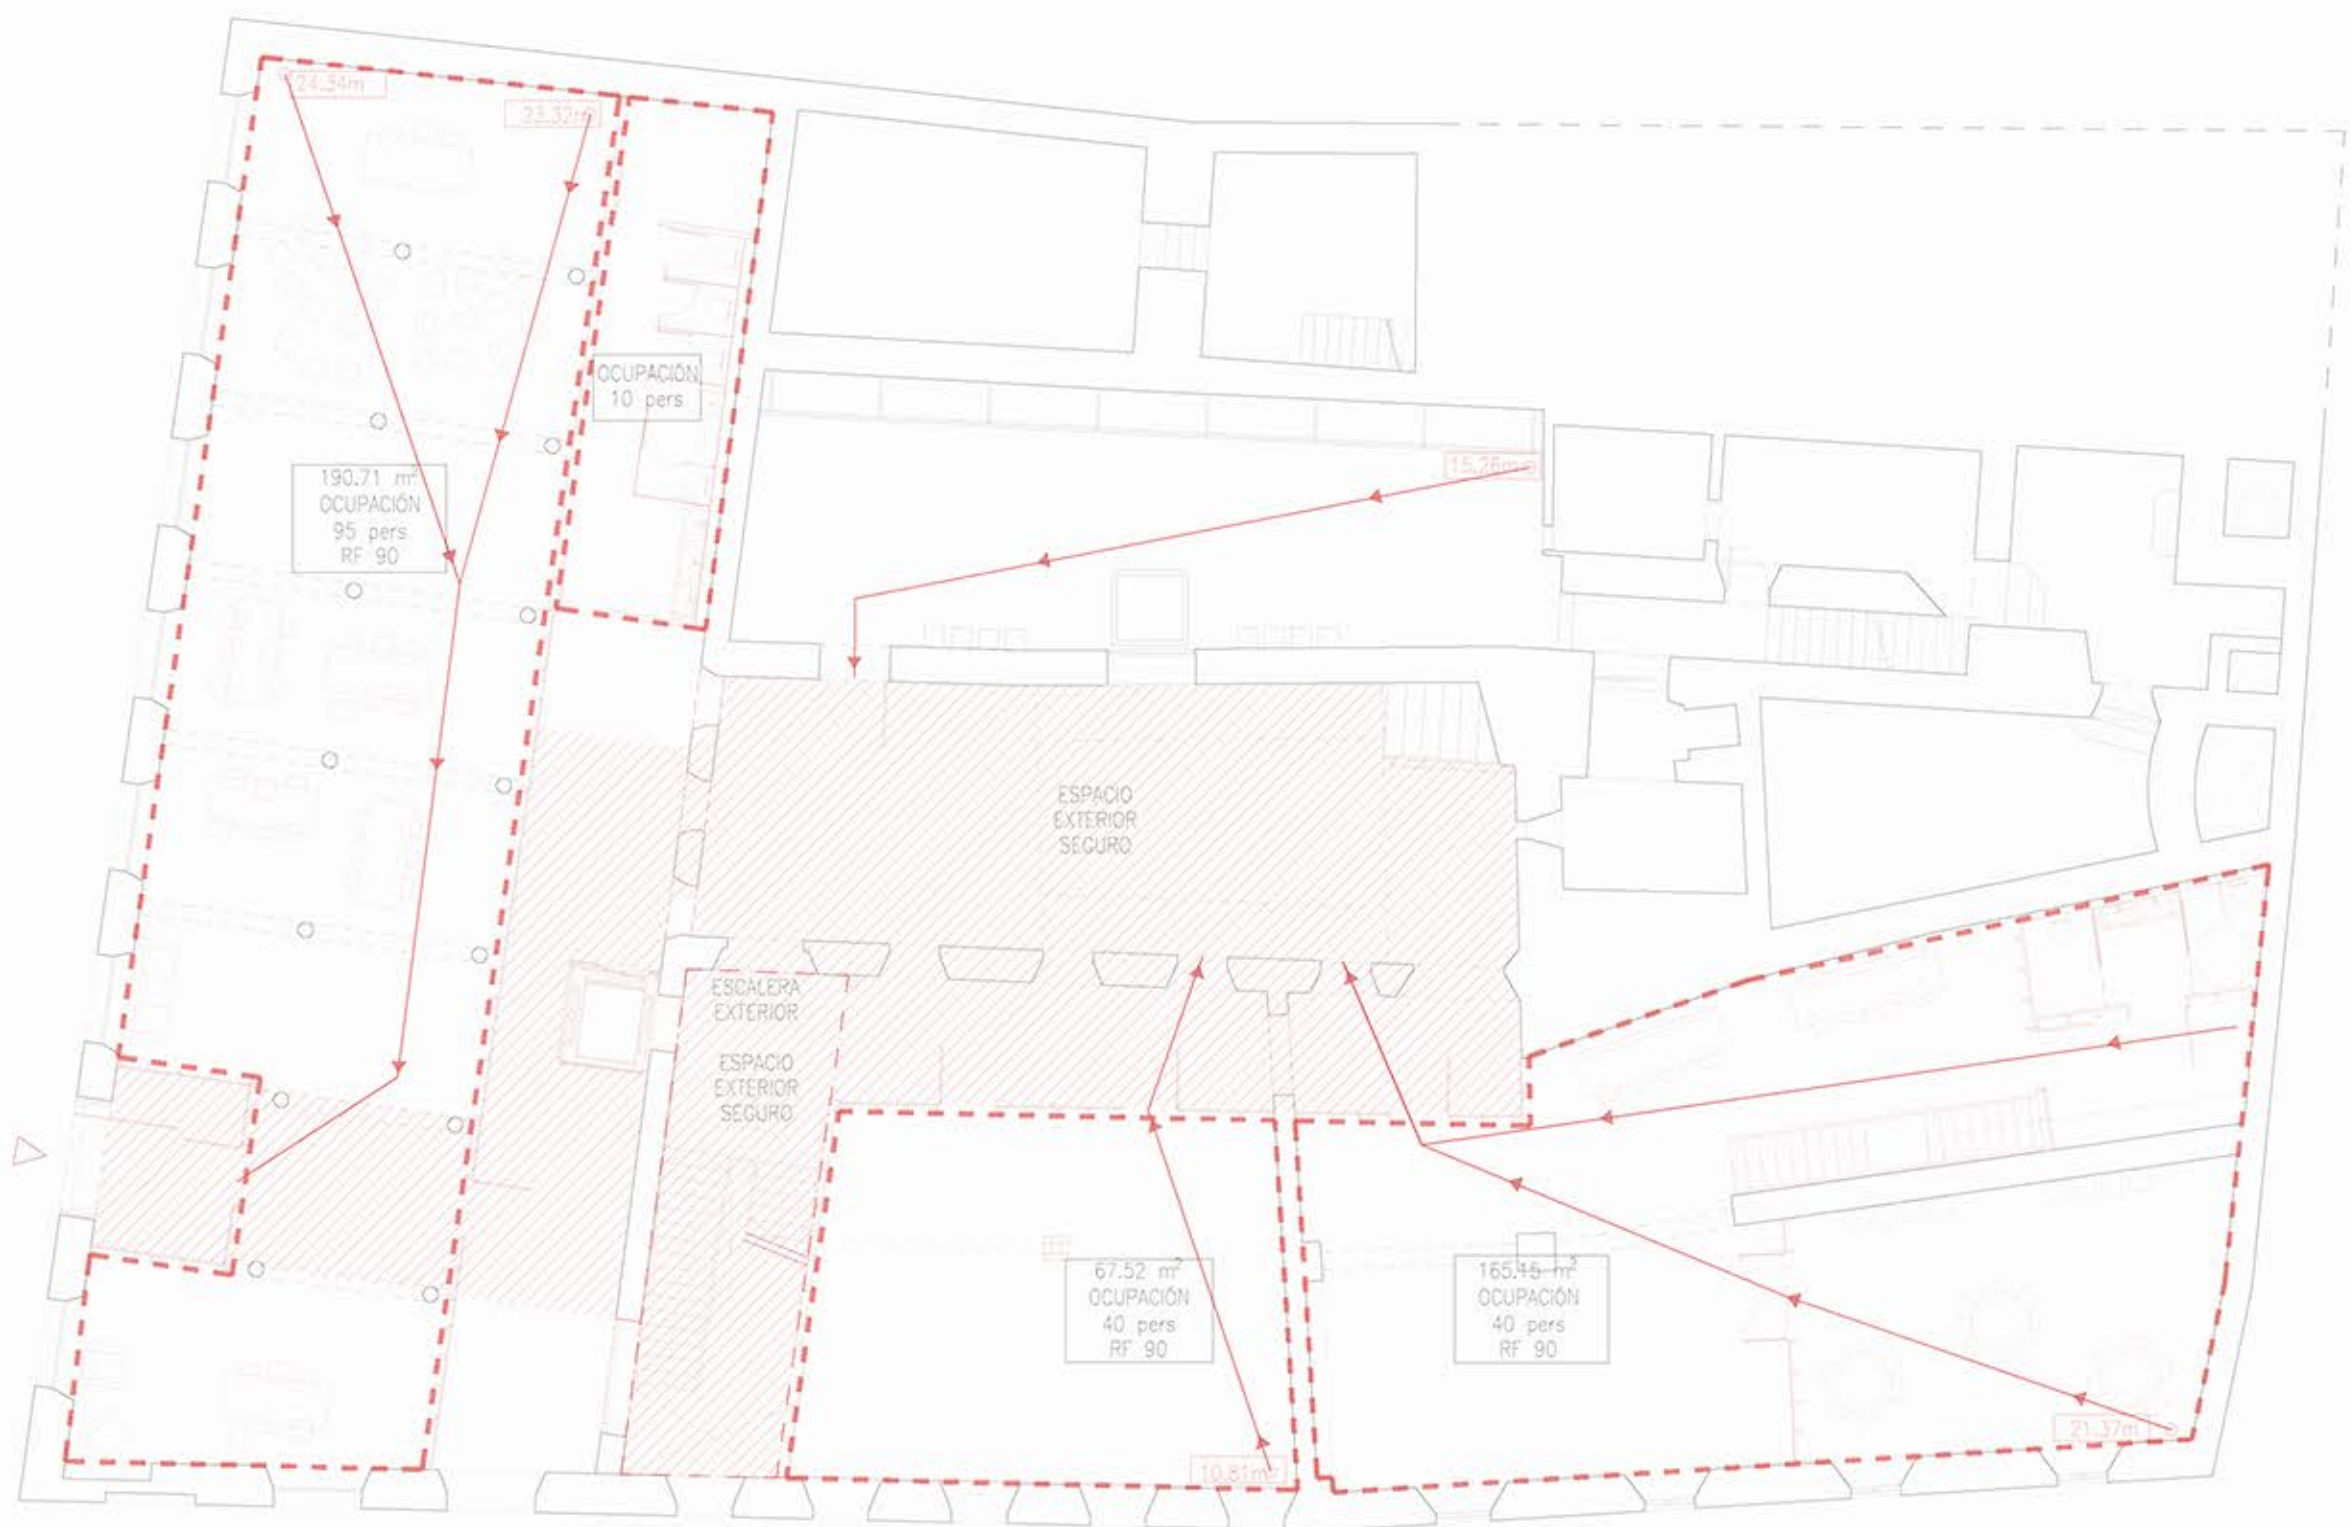 24.34m
23.32m
OCUPACIÓN
10 pers
190.71 m²
OCUPACIÓN
95 pers
RF 90
15.28m
ESPACIO
EXTERIOR
SEGURO
ESCALERA
EXTERIOR
ESPACIO
EXTERIOR
SEGURO
67.52 m²
OCUPACIÓN
40 pers
RF 90
165.15 m²
OCUPACIÓN
40 pers
RF 90
10.81m
21.37m